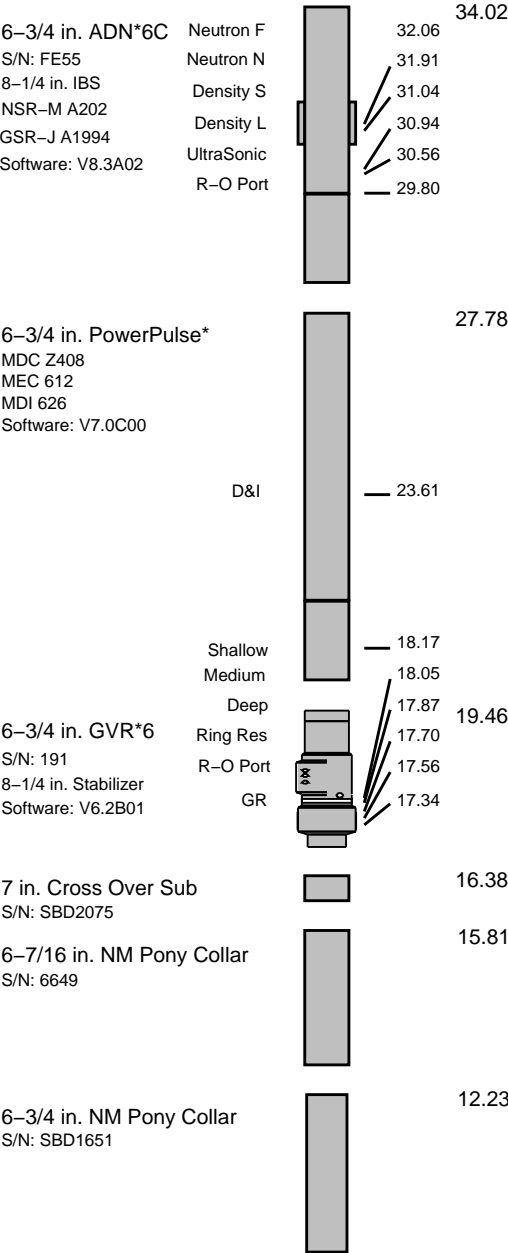 34.02
6–3/4 in. ADN*6C Neutron F 32.06
S/N: FE55 Neutron N 31.91
8–1/4 in. IBS Density S 31.04
NSR–M A202
Density L 30.94
GSR–J A1994
UltraSonic 30.56
Software: V8.3A02
R–O Port 29.80
27.78
6–3/4 in. PowerPulse*
MDC Z408
MEC 612
MDI 626
Software: V7.0C00
D&I 23.61
Shallow 18.17
Medium 18.05
Deep 17.87
19.46
6–3/4 in. GVR*6 Ring Res 17.70
S/N: 191
R–O Port 17.56
8–1/4 in. Stabilizer
GR 17.34
Software: V6.2B01
7 in. Cross Over Sub 16.38
S/N: SBD2075
15.81
6–7/16 in. NM Pony Collar
S/N: 6649
12.23
6–3/4 in. NM Pony Collar
S/N: SBD1651